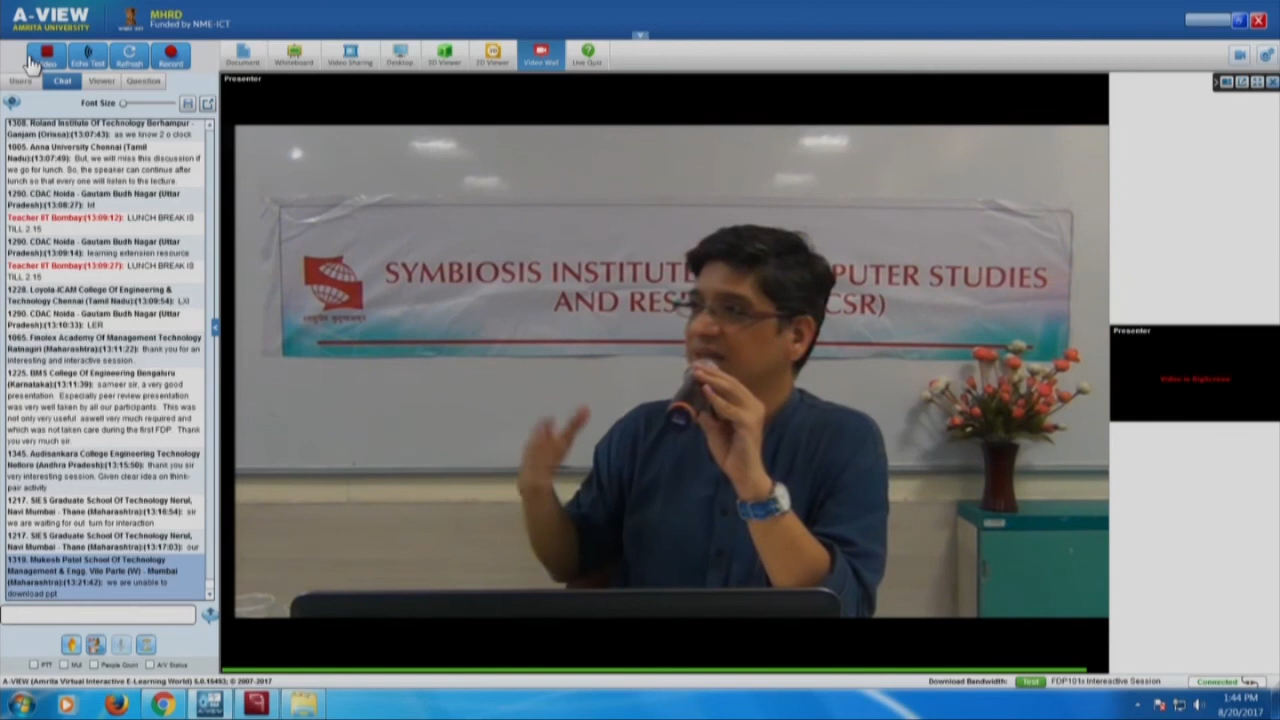 A-VIEW
AMRITA UNIVERSITY
MHRD
Funded by NME-ICT
Echo Test
Refresh
Record
Document
Whiteboard
Video Sharing
Desktop
3D Viewer
2D Viewer
Video Wall
Live Quiz
Users
Chat
Viewer
Question
Font Size
1308. Roland Institute Of Technology Berhampur -
Ganjam (Orissa):(13:07:43): as we know 2 o clock
1005. Anna University Chennai (Tamil
Nadu):(13:07:49): But, we will miss this discussion if
we go for lunch. So, the speaker can continue after
lunch so that every one will listen to the lecture.
1290. CDAC Noida - Gautam Budh Nagar (Uttar
Pradesh):(13:08:27): lxl
Teacher IIT Bombay:(13:09:12): LUNCH BREAK IS
TILL 2.15
1290. CDAC Noida - Gautam Budh Nagar (Uttar
Pradesh):(13:09:14): learning extension resource
Teacher IIT Bombay:(13:09:27): LUNCH BREAK IS
TILL 2.15
1228. Loyola-ICAM College Of Engineering &
Technology Chennai (Tamil Nadu):(13:09:54): LXI
1290. CDAC Noida - Gautam Budh Nagar (Uttar
Pradesh):(13:10:33): LER
1065. Finolex Academy Of Management Technology
Ratnagiri (Maharashtra):(13:11:22): thank you for an
interesting and interactive session.
1225. BMS College Of Engineering Bengaluru
(Karnataka):(13:11:39): sameer sir, a very good
presentation. Especially peer review presentation
was very well taken by all our participants. This was
not only very useful, aswell very much required and
which was not taken care during the first FDP. Thank
you very much sir.
1345. Audisankara College Engineering Technology
Nellore (Andhra Pradesh):(13:15:50): thank you sir
very interesting session. Given clear idea on think-
pair activity
1217. SIES Graduate School Of Technology Nerul,
Navi Mumbai - Thane (Maharashtra):(13:16:54): sir
we are waiting for out turn for interaction
1217. SIES Graduate School Of Technology Nerul,
Navi Mumbai - Thane (Maharashtra):(13:17:03): our
1319. Mukesh Patel School Of Technology
Management & Engg. Vile Parle (W) - Mumbai
(Maharashtra):(13:21:42): we are unable to
download ppt
PTT
Mul
People Count
A/V Status
Presenter
SYMBIOSIS INSTITUTE PUTER STUDIES
AND RES CSR)
Presenter
Video in BigScreen
A-VIEW (Amrita Virtual Interactive E-Learning World) 5.0.15493; © 2007-2017
Download Bandwidth:
Test
FDP101x Intereactive Session
Connected
1:44 PM
8/20/2017